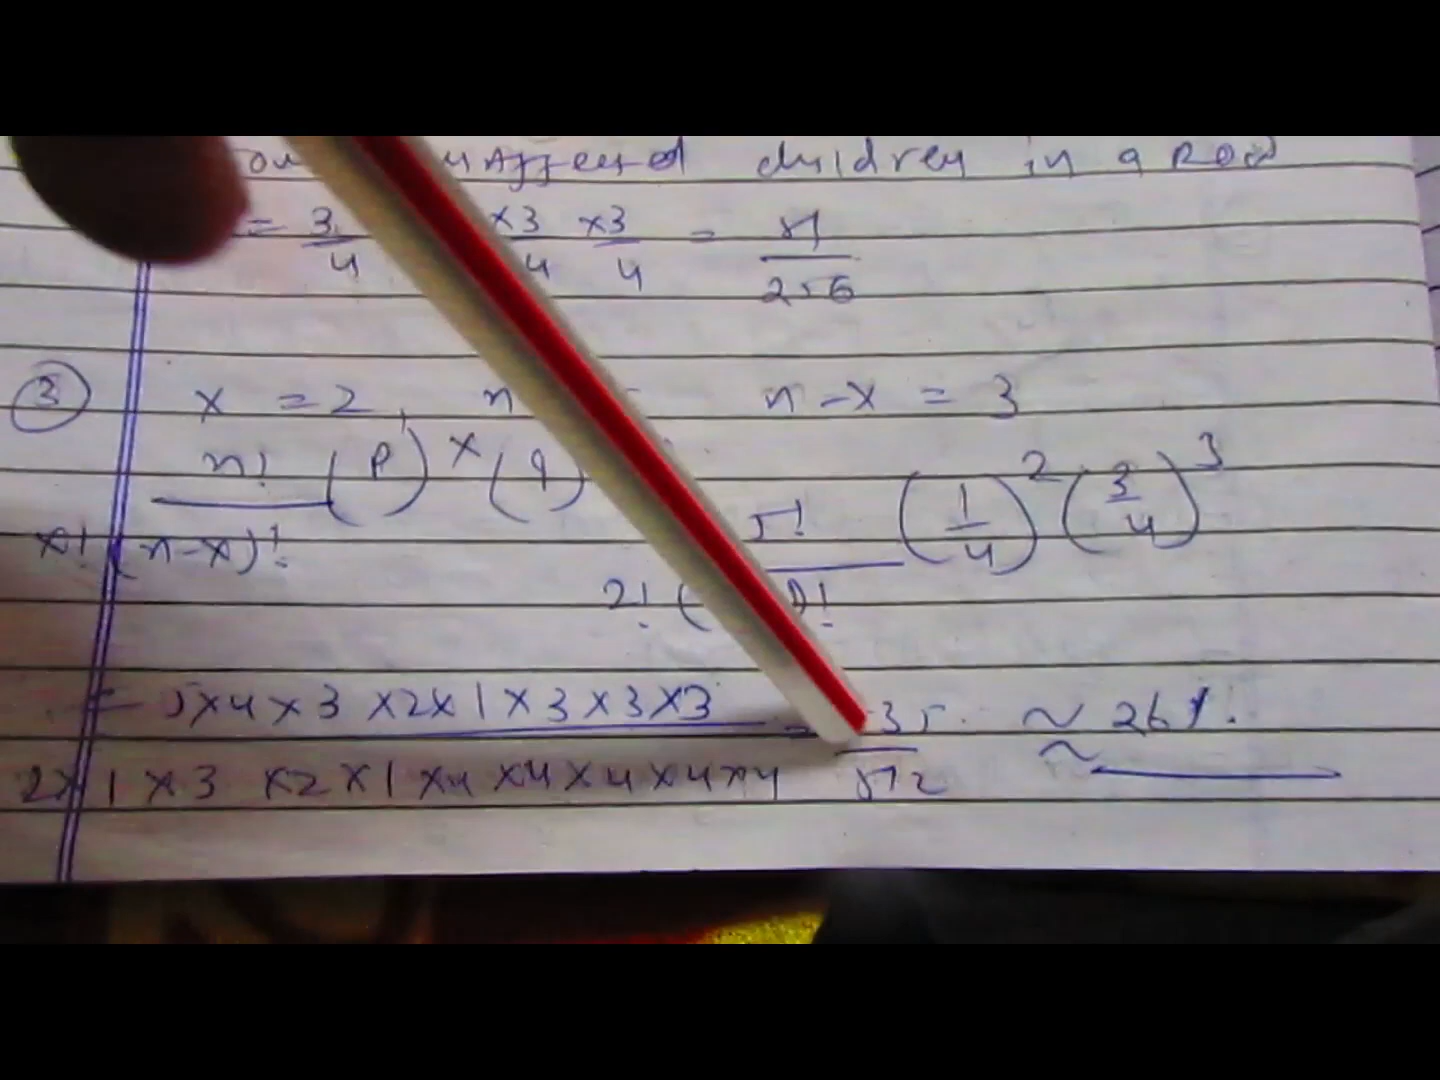 unaffected children in a Row
= 3/4 ×3/4 ×3/4 = 81/256
③ x = 2, n n-x = 3
n!/x!(n-x)! (p)^x (q) 5!/2!( )! (1/4)^2 (3/4)^3
= 5×4×3×2×1×3×3×3 / 2×1×3×2×1×4×4×4×4×4 = 35/512 ≈ 26%.